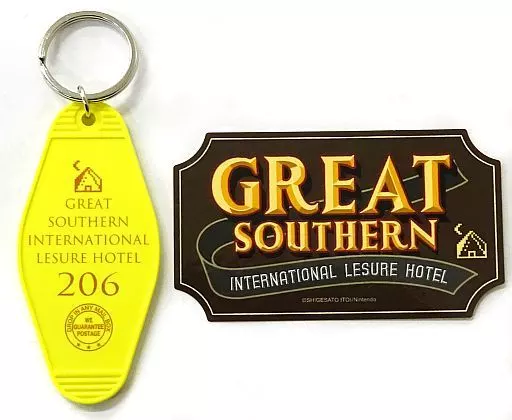 GREAT
SOUTHERN
INTERNATIONAL
LESURE HOTEL
206
DROP IN ANY MAIL BOX
WE
GUARANTEE
POSTAGE
GREAT
SOUTHERN
INTERNATIONAL LESURE HOTEL
©SHIGESATO ITOI/Nintendo